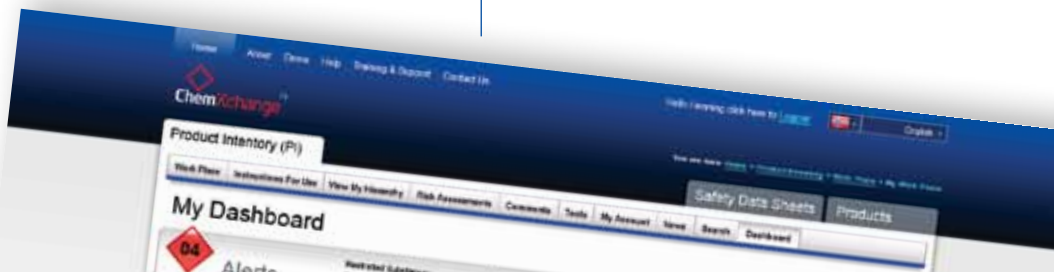 Home About Demo Help Training & Support Contact Us
ChemXchange
English
Product Intentory (PI)
Work Place Instructions For Use View My Hierarchy Risk Assessments Comments Tools My Account News Search Dashboard
Safety Data Sheets Products
My Dashboard
04
Alerts